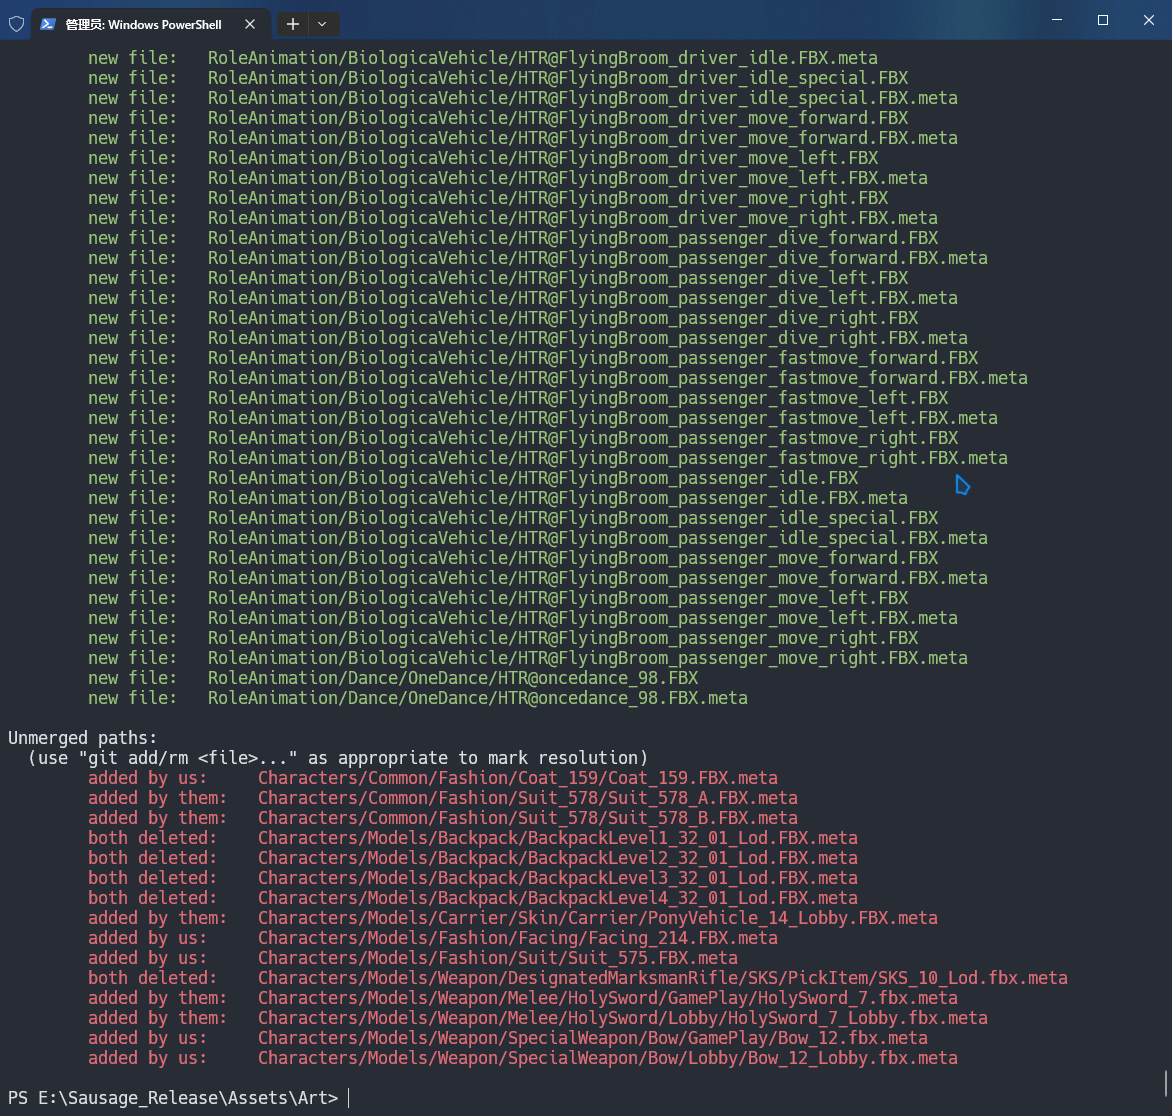 管理员: Windows PowerShell
new file: RoleAnimation/BiologicaVehicle/HTR@FlyingBroom_driver_idle.FBX.meta
new file: RoleAnimation/BiologicaVehicle/HTR@FlyingBroom_driver_idle_special.FBX
new file: RoleAnimation/BiologicaVehicle/HTR@FlyingBroom_driver_idle_special.FBX.meta
new file: RoleAnimation/BiologicaVehicle/HTR@FlyingBroom_driver_move_forward.FBX
new file: RoleAnimation/BiologicaVehicle/HTR@FlyingBroom_driver_move_forward.FBX.meta
new file: RoleAnimation/BiologicaVehicle/HTR@FlyingBroom_driver_move_left.FBX
new file: RoleAnimation/BiologicaVehicle/HTR@FlyingBroom_driver_move_left.FBX.meta
new file: RoleAnimation/BiologicaVehicle/HTR@FlyingBroom_driver_move_right.FBX
new file: RoleAnimation/BiologicaVehicle/HTR@FlyingBroom_driver_move_right.FBX.meta
new file: RoleAnimation/BiologicaVehicle/HTR@FlyingBroom_passenger_dive_forward.FBX
new file: RoleAnimation/BiologicaVehicle/HTR@FlyingBroom_passenger_dive_forward.FBX.meta
new file: RoleAnimation/BiologicaVehicle/HTR@FlyingBroom_passenger_dive_left.FBX
new file: RoleAnimation/BiologicaVehicle/HTR@FlyingBroom_passenger_dive_left.FBX.meta
new file: RoleAnimation/BiologicaVehicle/HTR@FlyingBroom_passenger_dive_right.FBX
new file: RoleAnimation/BiologicaVehicle/HTR@FlyingBroom_passenger_dive_right.FBX.meta
new file: RoleAnimation/BiologicaVehicle/HTR@FlyingBroom_passenger_fastmove_forward.FBX
new file: RoleAnimation/BiologicaVehicle/HTR@FlyingBroom_passenger_fastmove_forward.FBX.meta
new file: RoleAnimation/BiologicaVehicle/HTR@FlyingBroom_passenger_fastmove_left.FBX
new file: RoleAnimation/BiologicaVehicle/HTR@FlyingBroom_passenger_fastmove_left.FBX.meta
new file: RoleAnimation/BiologicaVehicle/HTR@FlyingBroom_passenger_fastmove_right.FBX
new file: RoleAnimation/BiologicaVehicle/HTR@FlyingBroom_passenger_fastmove_right.FBX.meta
new file: RoleAnimation/BiologicaVehicle/HTR@FlyingBroom_passenger_idle.FBX
new file: RoleAnimation/BiologicaVehicle/HTR@FlyingBroom_passenger_idle.FBX.meta
new file: RoleAnimation/BiologicaVehicle/HTR@FlyingBroom_passenger_idle_special.FBX
new file: RoleAnimation/BiologicaVehicle/HTR@FlyingBroom_passenger_idle_special.FBX.meta
new file: RoleAnimation/BiologicaVehicle/HTR@FlyingBroom_passenger_move_forward.FBX
new file: RoleAnimation/BiologicaVehicle/HTR@FlyingBroom_passenger_move_forward.FBX.meta
new file: RoleAnimation/BiologicaVehicle/HTR@FlyingBroom_passenger_move_left.FBX
new file: RoleAnimation/BiologicaVehicle/HTR@FlyingBroom_passenger_move_left.FBX.meta
new file: RoleAnimation/BiologicaVehicle/HTR@FlyingBroom_passenger_move_right.FBX
new file: RoleAnimation/BiologicaVehicle/HTR@FlyingBroom_passenger_move_right.FBX.meta
new file: RoleAnimation/Dance/OneDance/HTR@oncedance_98.FBX
new file: RoleAnimation/Dance/OneDance/HTR@oncedance_98.FBX.meta
Unmerged paths:
(use "git add/rm <file>..." as appropriate to mark resolution)
added by us: Characters/Common/Fashion/Coat_159/Coat_159.FBX.meta
added by them: Characters/Common/Fashion/Suit_578/Suit_578_A.FBX.meta
added by them: Characters/Common/Fashion/Suit_578/Suit_578_B.FBX.meta
both deleted: Characters/Models/Backpack/BackpackLevel1_32_01_Lod.FBX.meta
both deleted: Characters/Models/Backpack/BackpackLevel2_32_01_Lod.FBX.meta
both deleted: Characters/Models/Backpack/BackpackLevel3_32_01_Lod.FBX.meta
both deleted: Characters/Models/Backpack/BackpackLevel4_32_01_Lod.FBX.meta
added by them: Characters/Models/Carrier/Skin/Carrier/PonyVehicle_14_Lobby.FBX.meta
added by us: Characters/Models/Fashion/Facing/Facing_214.FBX.meta
added by us: Characters/Models/Fashion/Suit/Suit_575.FBX.meta
both deleted: Characters/Models/Weapon/DesignatedMarksmanRifle/SKS/PickItem/SKS_10_Lod.fbx.meta
added by them: Characters/Models/Weapon/Melee/HolySword/GamePlay/HolySword_7.fbx.meta
added by them: Characters/Models/Weapon/Melee/HolySword/Lobby/HolySword_7_Lobby.fbx.meta
added by us: Characters/Models/Weapon/SpecialWeapon/Bow/GamePlay/Bow_12.fbx.meta
added by us: Characters/Models/Weapon/SpecialWeapon/Bow/Lobby/Bow_12_Lobby.fbx.meta
PS E:\Sausage_Release\Assets\Art>